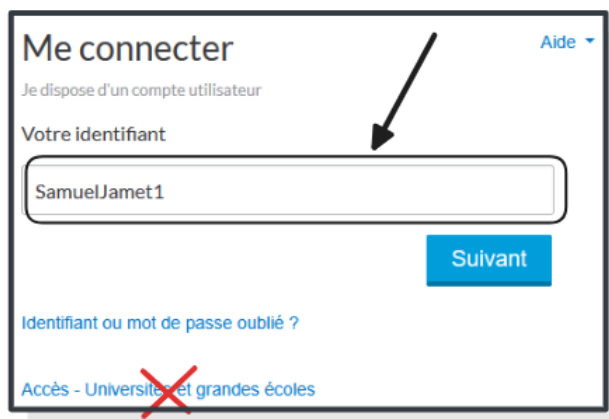 Me connecter
Aide
Je dispose d'un compte utilisateur
Votre identifiant
SamuelJamet1
Suivant
Identifiant ou mot de passe oublié ?
Accès - Universités et grandes écoles